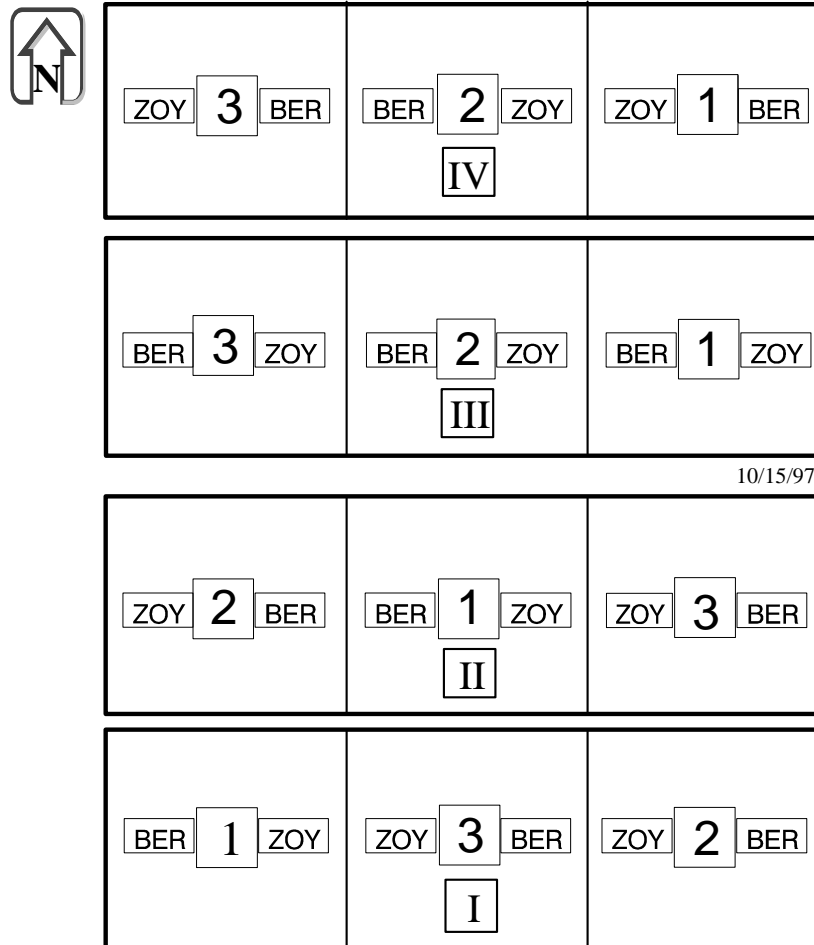 N
ZOY 3 BER BER 2 ZOY ZOY 1 BER
IV
BER 3 ZOY BER 2 ZOY BER 1 ZOY
III
10/15/97
ZOY 2 BER BER 1 ZOY ZOY 3 BER
II
BER 1 ZOY ZOY 3 BER ZOY 2 BER
I